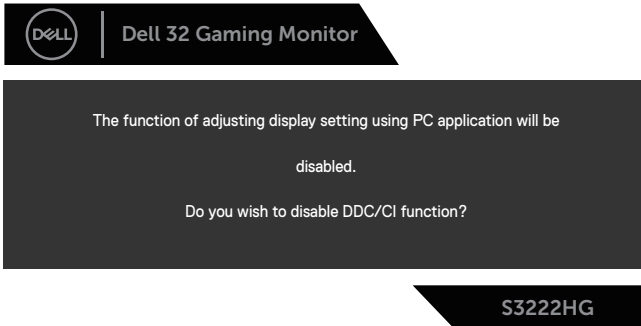 DELL
Dell 32 Gaming Monitor
The function of adjusting display setting using PC application will be
disabled.
Do you wish to disable DDC/CI function?
S3222HG